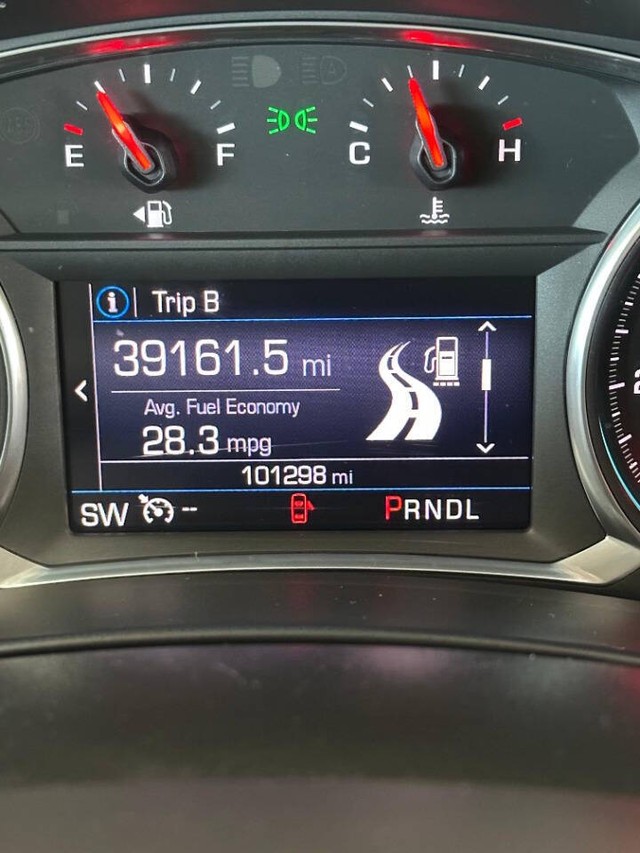 E F C H
i Trip B
39161.5 mi
Avg. Fuel Economy
28.3 mpg
101298 mi
SW -- PRNDL